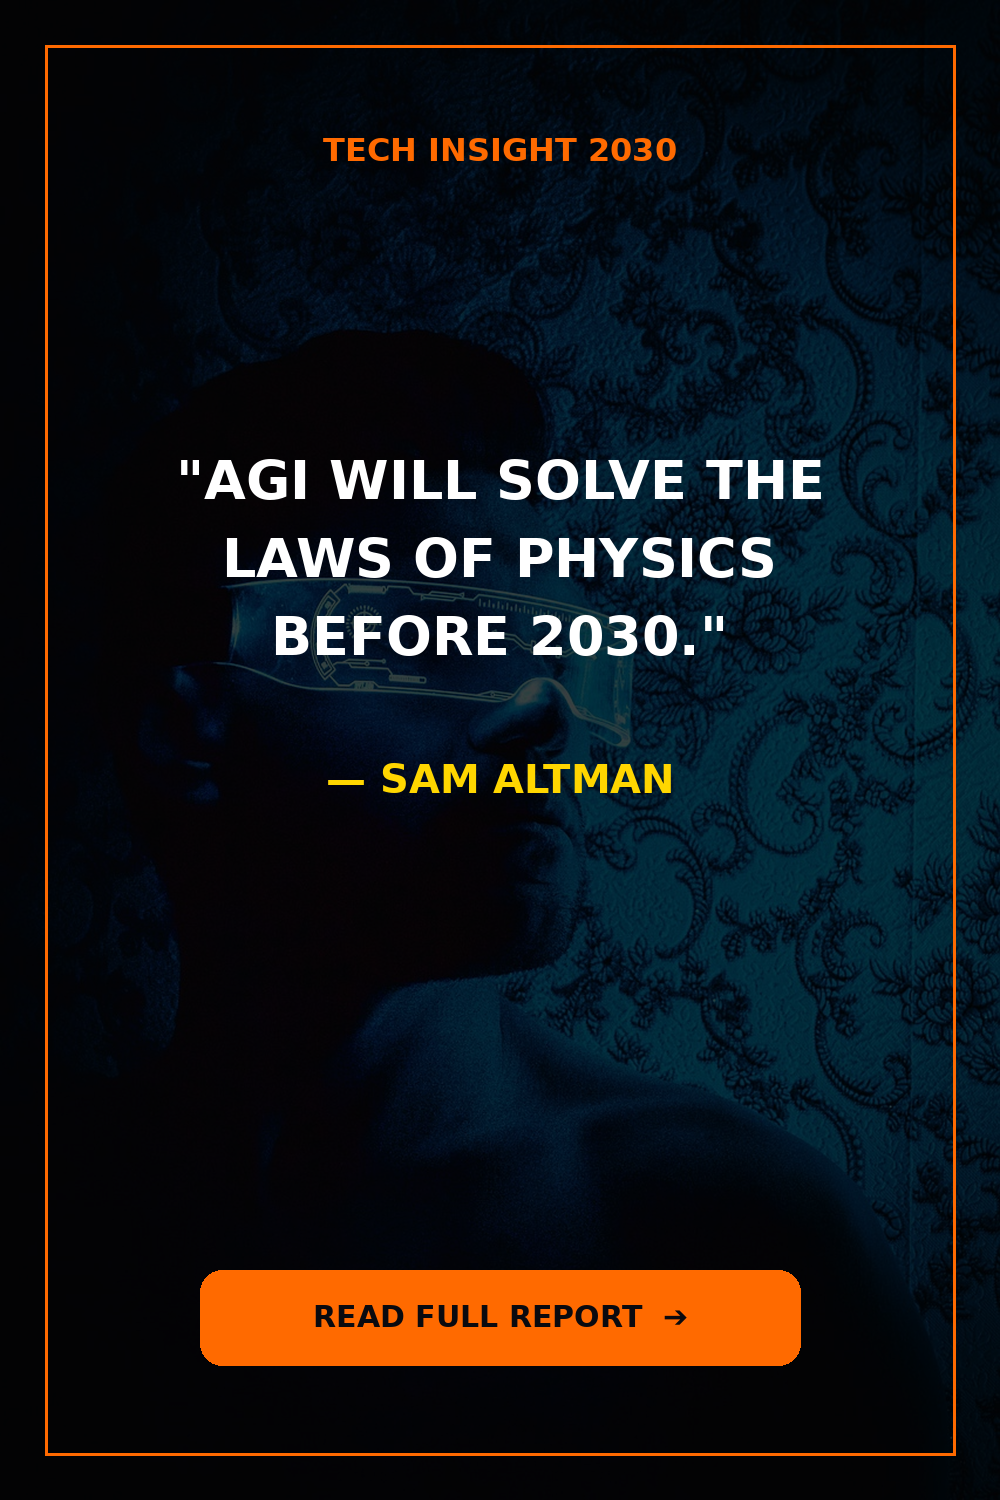 TECH INSIGHT 2030
"AGI WILL SOLVE THE
LAWS OF PHYSICS
BEFORE 2030."
— SAM ALTMAN
READ FULL REPORT ➔